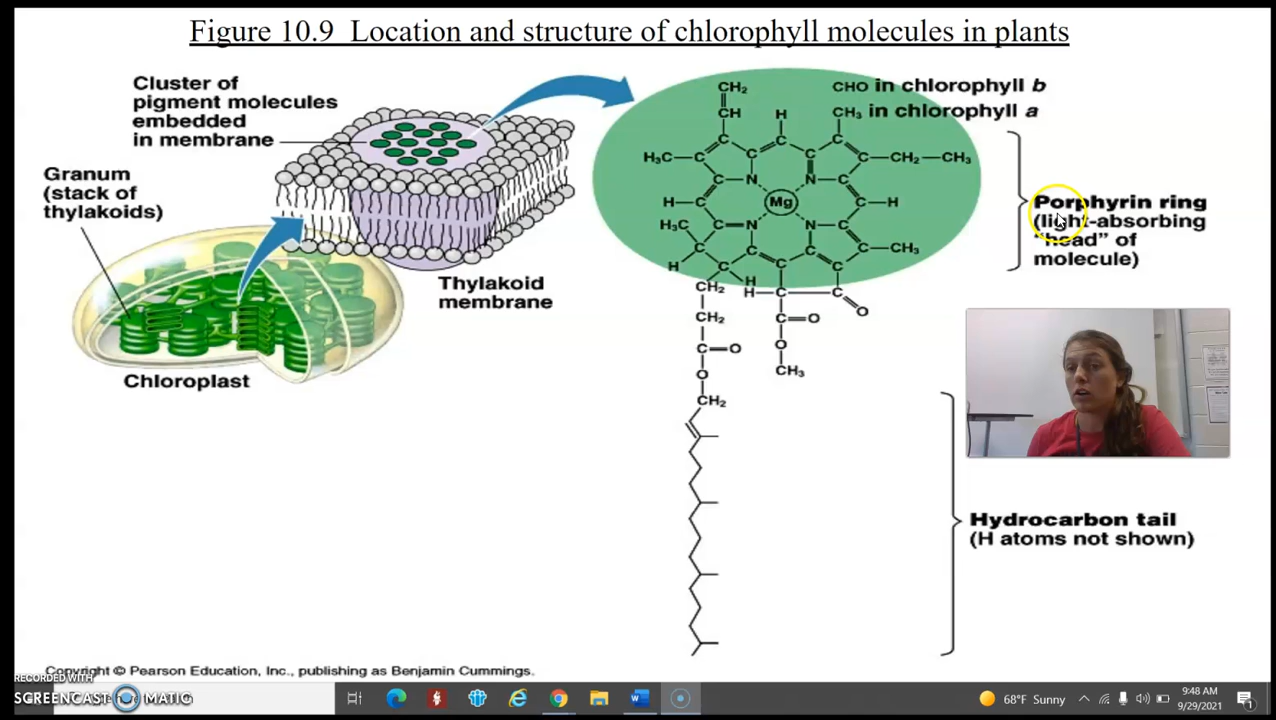 Figure 10.9 Location and structure of chlorophyll molecules in plants
Cluster of
pigment molecules
embedded
in membrane
Granum
(stack of
thylakoids)
Chloroplast
Thylakoid
membrane
CH₂
CH
H
CHO in chlorophyll b
CH₃ in chlorophyll a
H₃C
C
C
C
C
C
C
CH₂
CH₃
C
N
N
C
H
C
Mg
C
H
H₃C
C
C
N
N
C
C
C
C
C
C
CH₃
H
C
C
H
CH₂
H
C
C
O
CH₂
C
O
C
O
O
O
CH₃
CH₂
Porphyrin ring
(light-absorbing
“head” of
molecule)
Hydrocarbon tail
(H atoms not shown)
Copyright © Pearson Education, Inc., publishing as Benjamin Cummings.
RECORDED WITH
SCREENCAST MATIC
68°F Sunny
9:48 AM
9/29/2021
1